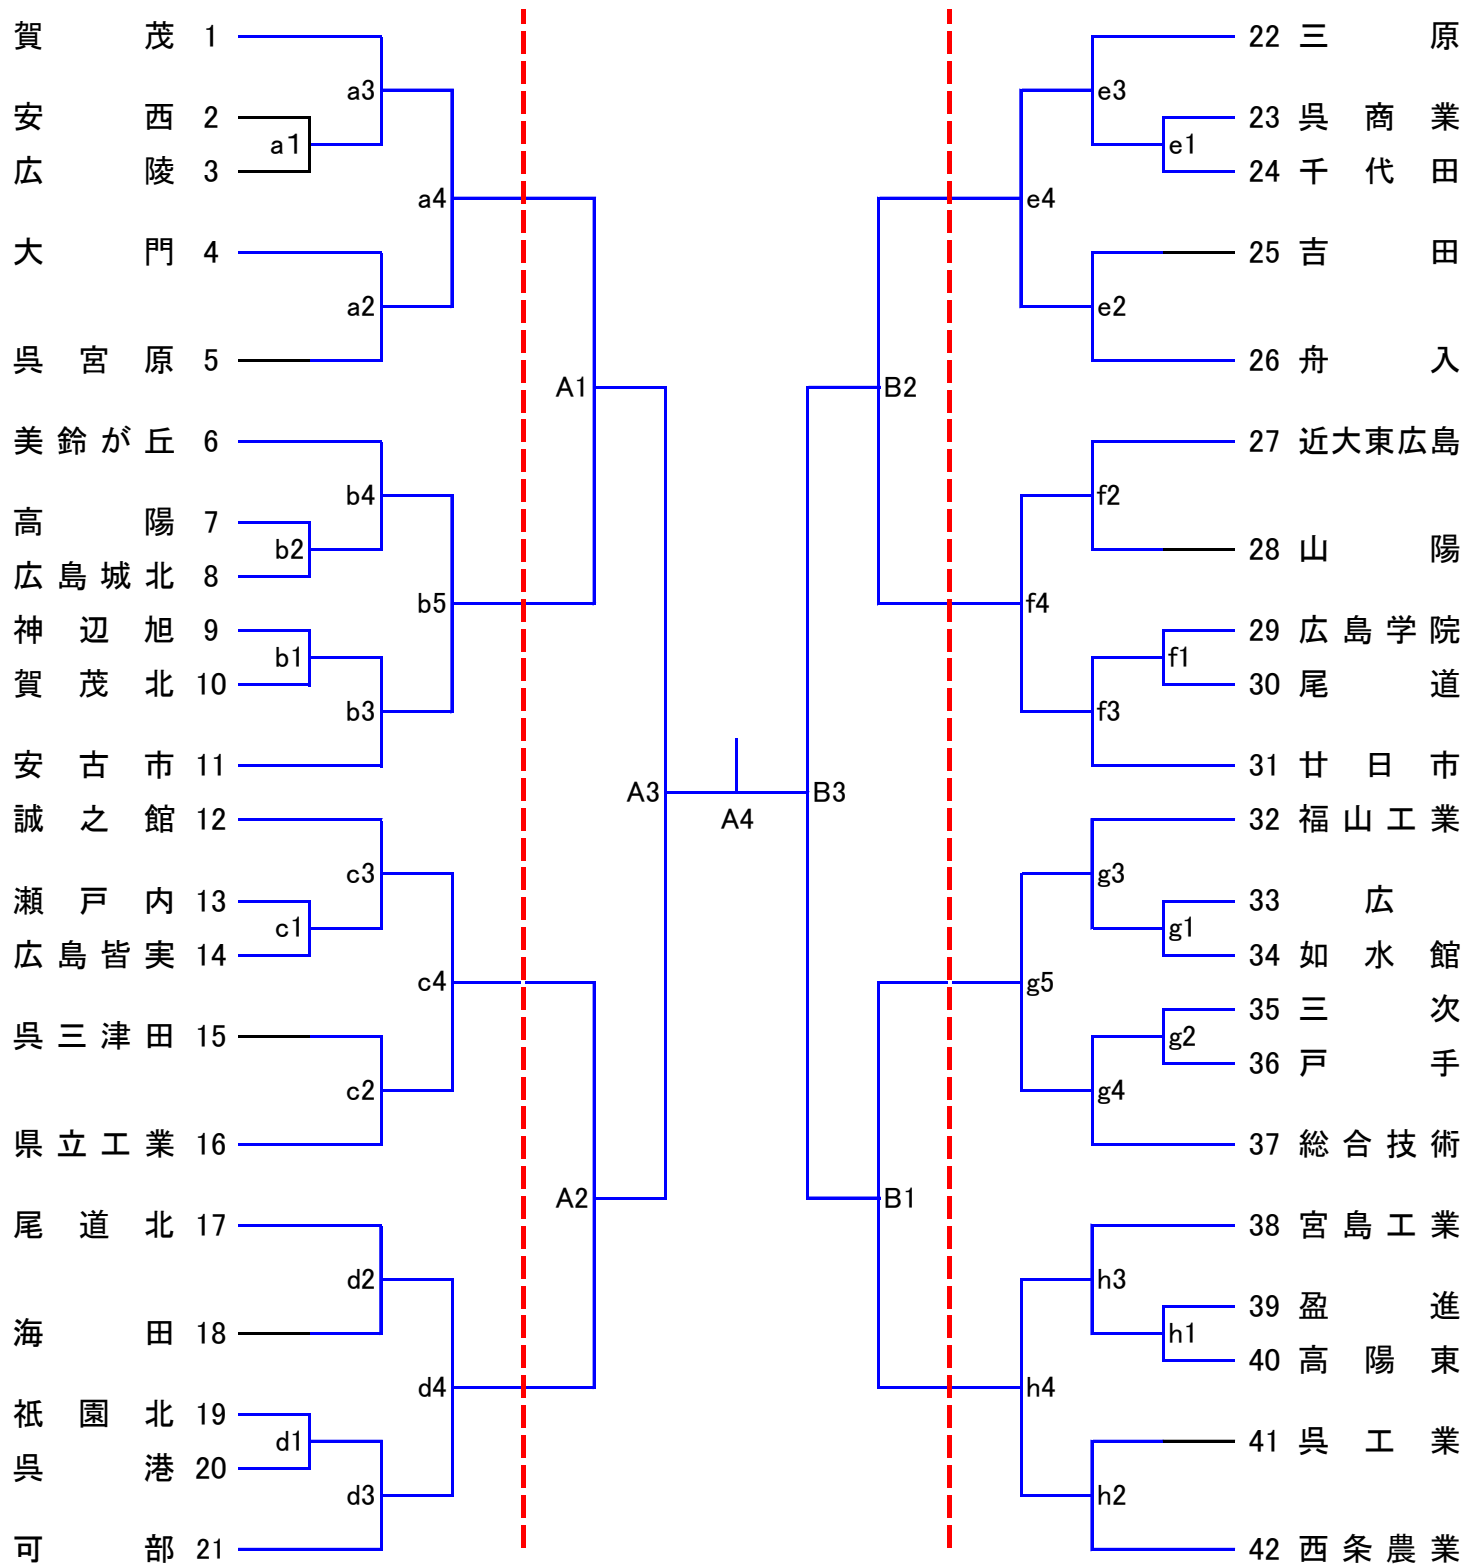 賀茂 1
a3
安西 2
a1
広陵 3
a4
大門 4
a2
呉宮原 5
A1
美鈴が丘 6
b4
高陽 7
b2
広島城北 8
b5
神辺旭 9
b1
賀茂北 10
b3
安古市 11
A3
誠之館 12
c3
瀬戸内 13
c1
広島皆実 14
c4
呉三津田 15
c2
県立工業 16
A2
尾道北 17
d2
海田 18
d4
祇園北 19
d1
呉港 20
d3
可部 21
A4
22 三原
e3
23 呉商業
e1
24 千代田
e4
25 吉田
e2
26 舟入
B2
27 近大東広島
f2
28 山陽
f4
29 広島学院
f1
30 尾道
f3
31 廿日市
B3
32 福山工業
g3
33 広
g1
34 如水館
g5
35 三次
g2
36 戸手
g4
37 総合技術
B1
38 宮島工業
h3
39 盈進
h1
40 高陽東
h4
41 呉工業
h2
42 西条農業